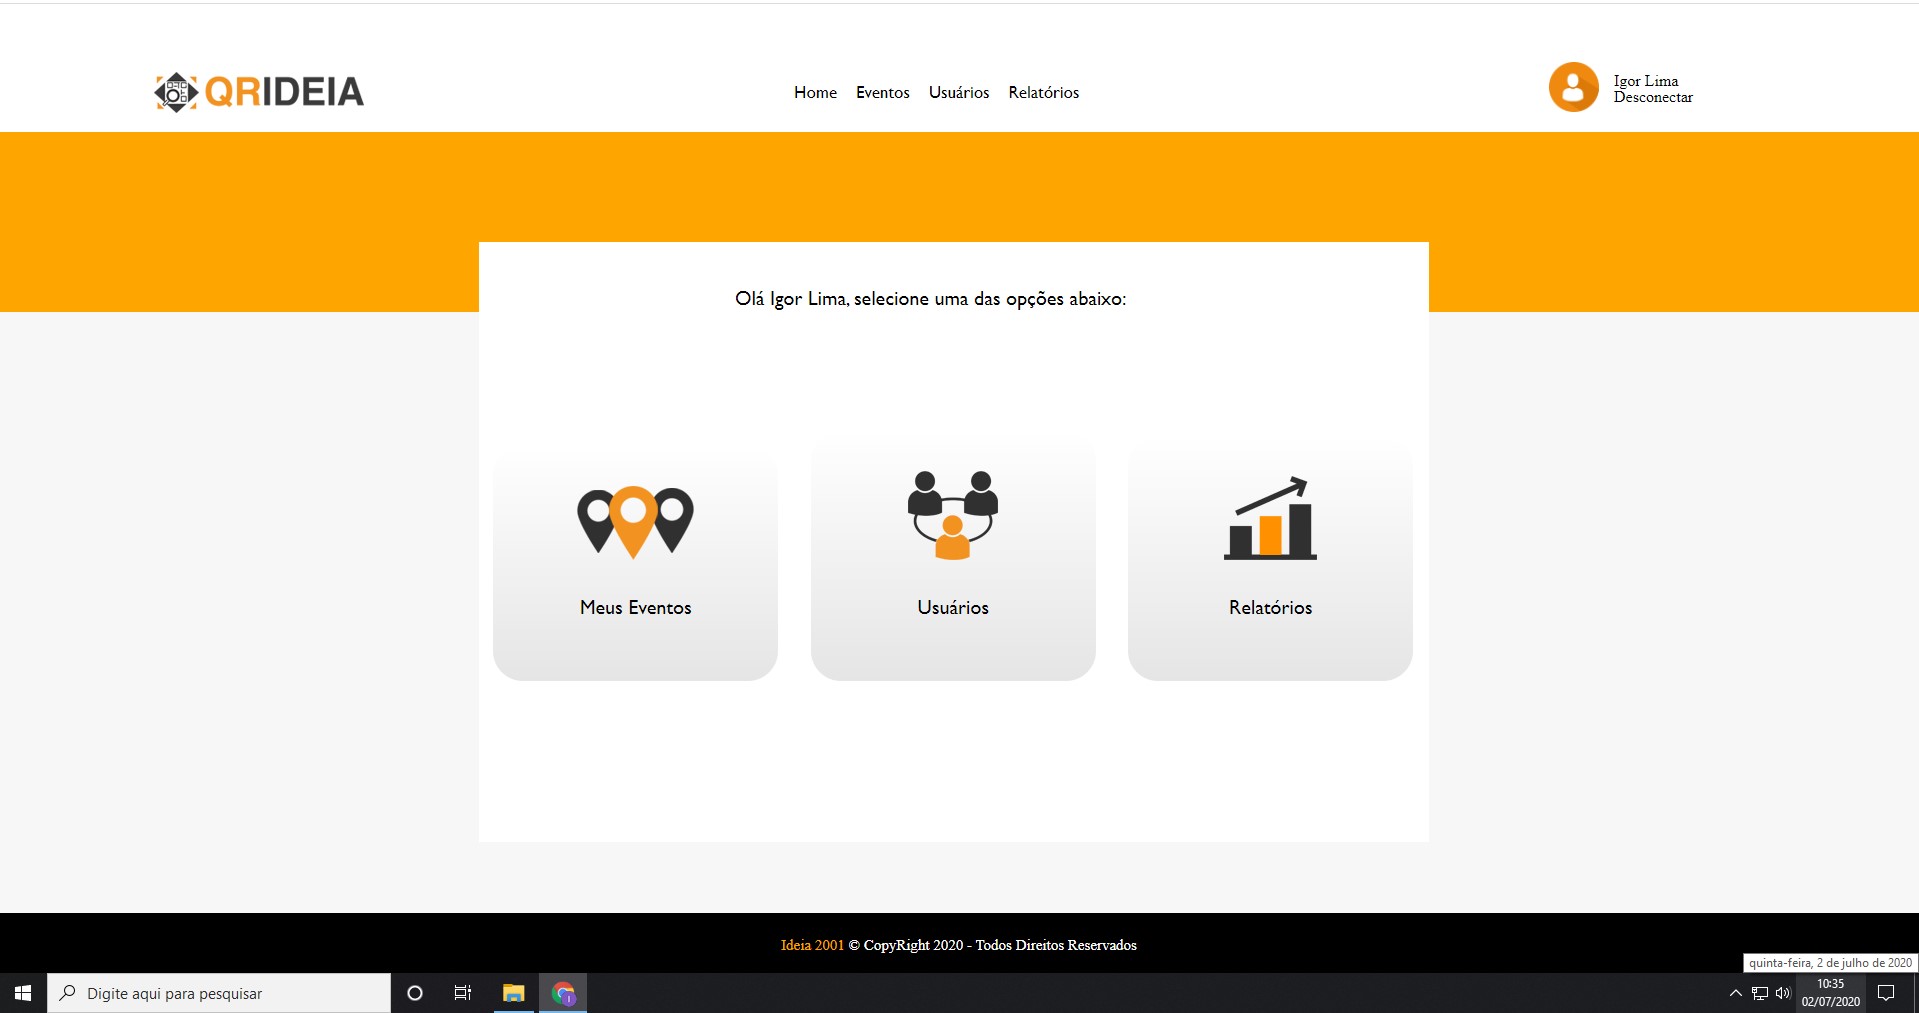 QRIDEIA
Home Eventos Usuários Relatórios
Igor Lima
Desconectar
Olá Igor Lima, selecione uma das opções abaixo:
Meus Eventos
Usuários
Relatórios
Ideia 2001 © CopyRight 2020 - Todos Direitos Reservados
quinta-feira, 2 de julho de 2020
Digite aqui para pesquisar
I
10:35
02/07/2020